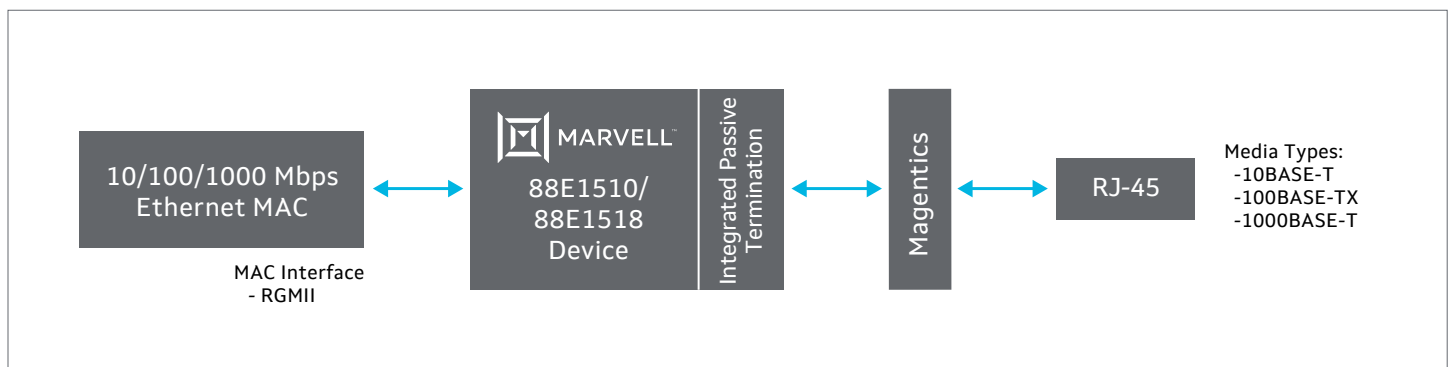 10/100/1000 Mbps
Ethernet MAC
MAC Interface
- RGMII
MARVELL™
88E1510/
88E1518
Device
Integrated Passive
Termination
Magentics
RJ-45
Media Types:
-10BASE-T
-100BASE-TX
-1000BASE-T